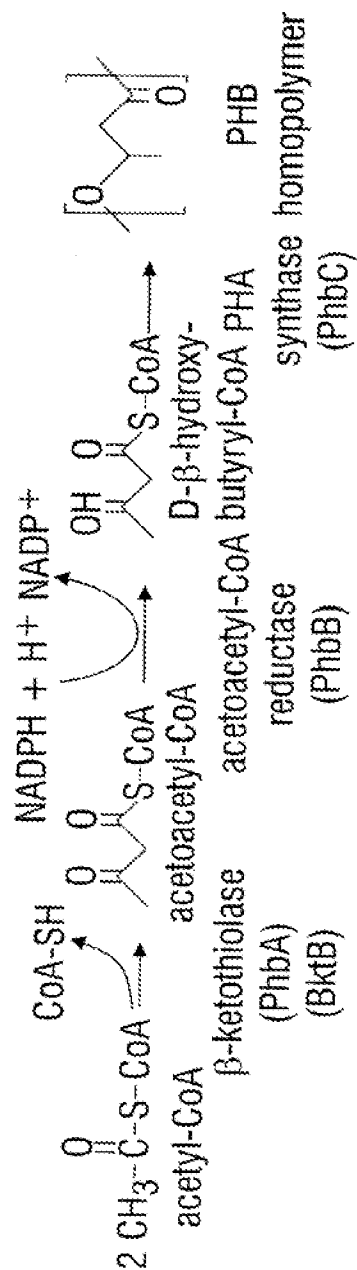 CoA-SH
NADPH + H+ NADP+
O
2 CH3-C-S-CoA
acetyl-CoA
O O
S-CoA
acetoacetyl-CoA
OH O
S-CoA
D-β-hydroxy-
butyryl-CoA
O
O
PHB
homopolymer
β-ketothiolase
(PhbA)
(BktB)
acetoacetyl-CoA
reductase
(PhbB)
PHA
synthase
(PhbC)